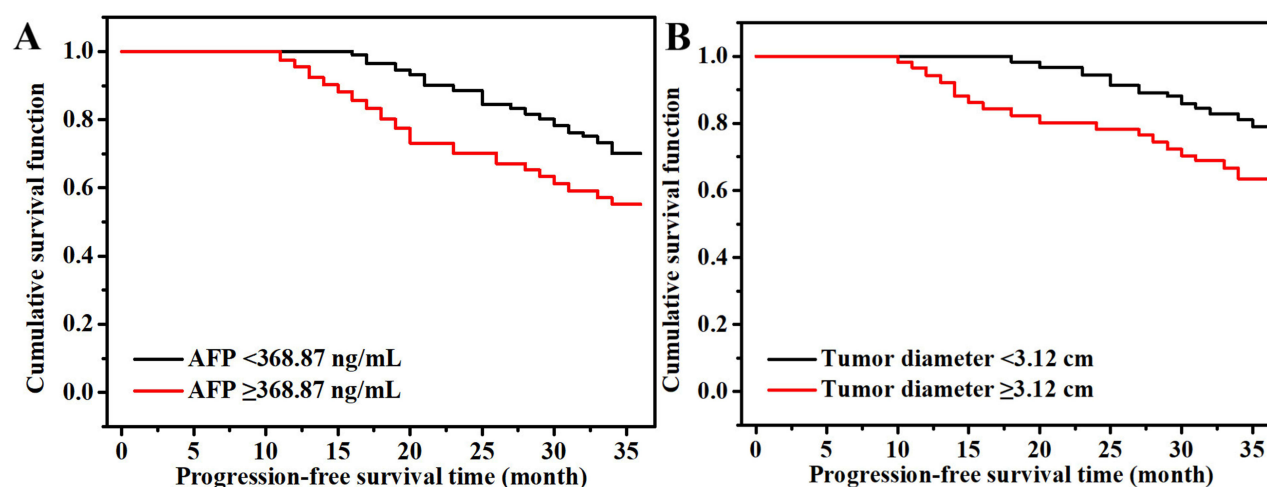 A
Cumulative survival function
1.0
0.8
0.6
0.4
0.2
0.0
AFP <368.87 ng/mL
AFP ≥368.87 ng/mL
0 5 10 15 20 25 30 35
Progression-free survival time (month)
B
Cumulative survival function
1.0
0.8
0.6
0.4
0.2
0.0
Tumor diameter <3.12 cm
Tumor diameter ≥3.12 cm
0 5 10 15 20 25 30 35
Progression-free survival time (month)